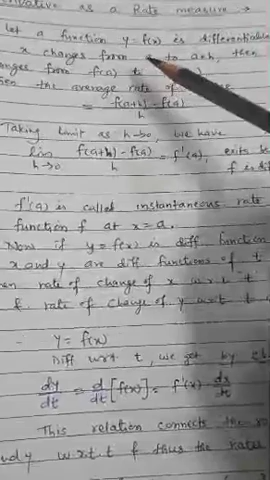 as a Rate measure →
Let a function y = f(x) is differentiable
x changes from to a+h, then
from f(a)
the average rate of
= f(a+h) - f(a) / h
Taking Limit as h→0, we have
lim h→0 f(a+h) - f(a) / h = f'(a), exists
f is
f'(a) is called instantaneous rate
function f at x = a.
Now if y = f(x) is diff function
x and y are diff functions of t
rate of change of x w.r.t t
& rate of change of y w.r.t t
y = f(x)
Diff w.r.t t, we get by
dy/dt = d/dt [f(x)] = f'(x) dx/dt
This relation connects the
and y w.r.t t & thus the rates